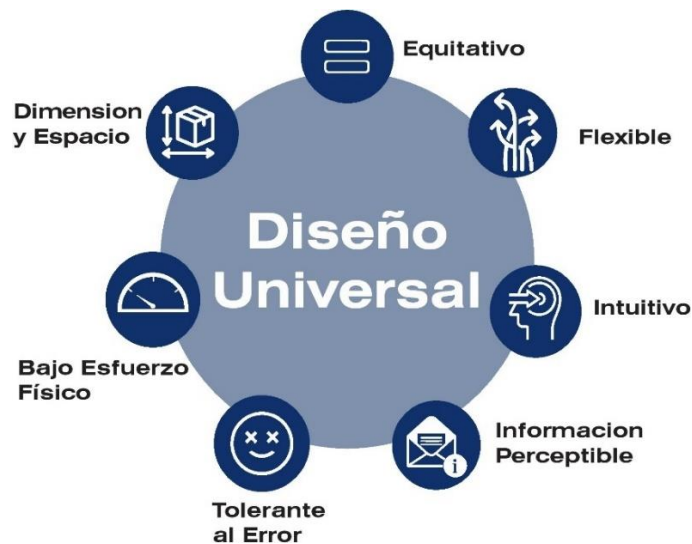 Equitativo
Dimension
y Espacio
Flexible
Diseño
Universal
Intuitivo
Bajo Esfuerzo
Físico
Informacion
Perceptible
Tolerante
al Error
i